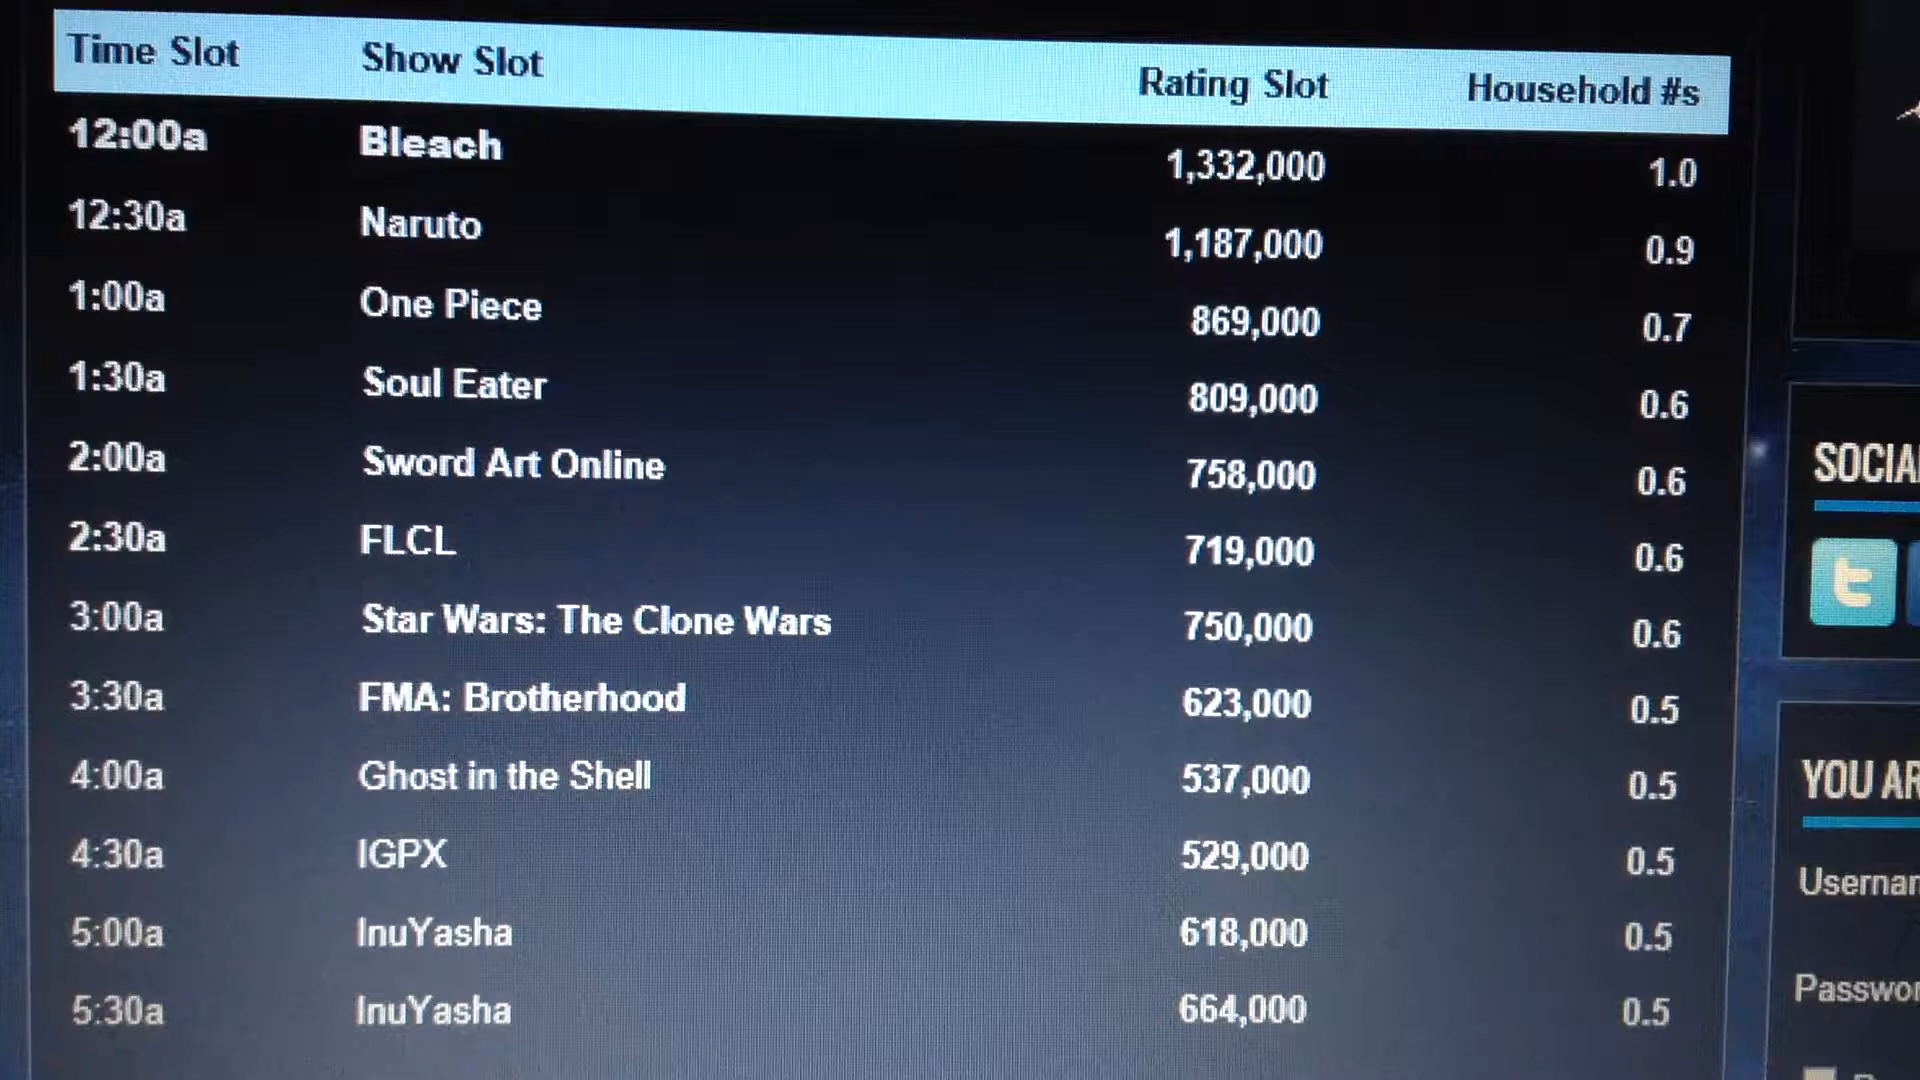 Time Slot Show Slot Rating Slot Household #s
12:00a Bleach 1,332,000 1.0
12:30a Naruto 1,187,000 0.9
1:00a One Piece 869,000 0.7
1:30a Soul Eater 809,000 0.6
2:00a Sword Art Online 758,000 0.6
2:30a FLCL 719,000 0.6
3:00a Star Wars: The Clone Wars 750,000 0.6
3:30a FMA: Brotherhood 623,000 0.5
4:00a Ghost in the Shell 537,000 0.5
4:30a IGPX 529,000 0.5
5:00a InuYasha 618,000 0.5
5:30a InuYasha 664,000 0.5
SOCIA
t
YOU AR
Usernam
Passwor